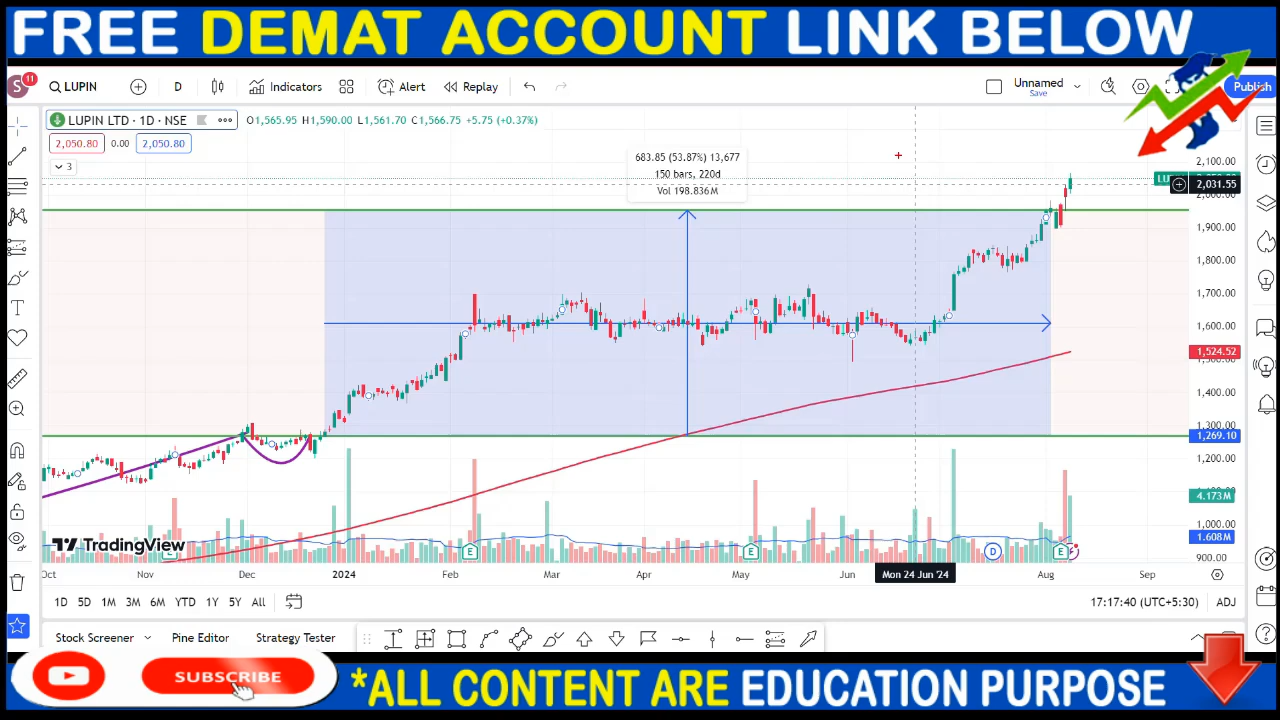 FREE DEMAT ACCOUNT LINK BELOW
S 11 LUPIN D Indicators Alert Replay Unnamed Save Publish
LUPIN LTD · 1D · NSE O1,565.95 H1,590.00 L1,561.70 C1,566.75 +5.75 (+0.37%)
2,050.80 0.00 2,050.80
3
683.85 (53.87%) 13,677
150 bars, 220d
Vol 198.836M
2,100.00
2,031.55
1,900.00
1,800.00
1,700.00
1,600.00
1,524.52
1,400.00
1,300.00
1,269.10
1,200.00
4.173M
1,000.00
1.608M
900.00
TradingView
E E D E
Oct Nov Dec 2024 Feb Mar Apr May Jun Mon 24 Jun '24 Aug Sep
1D 5D 1M 3M 6M YTD 1Y 5Y All 17:17:40 (UTC+5:30) ADJ
Stock Screener Pine Editor Strategy Tester
SUBSCRIBE
*ALL CONTENT ARE EDUCATION PURPOSE